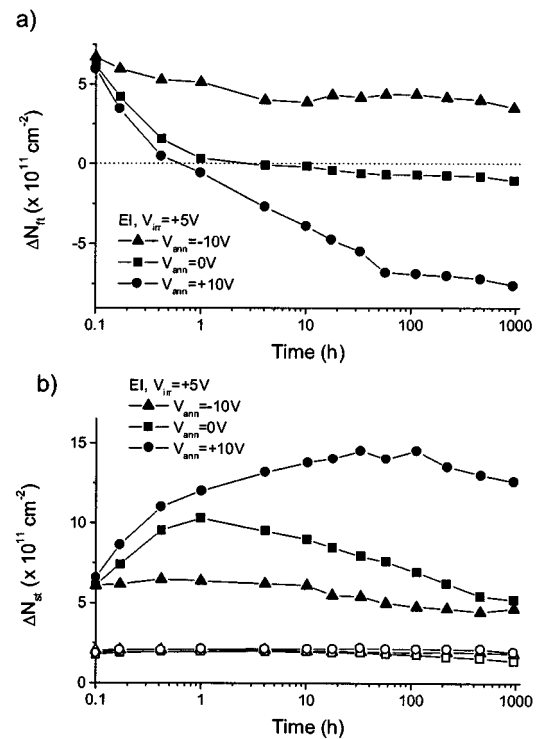 a)
5
0
-5
ΔN_ft (x 10^11 cm^-2)
EI, V_irr=+5V
V_ann=-10V
V_ann=0V
V_ann=+10V
0.1 1 10 100 1000
Time (h)
b)
EI, V_irr=+5V
V_ann=-10V
V_ann=0V
V_ann=+10V
15
10
5
0
ΔN_st (x 10^11 cm^-2)
0.1 1 10 100 1000
Time (h)